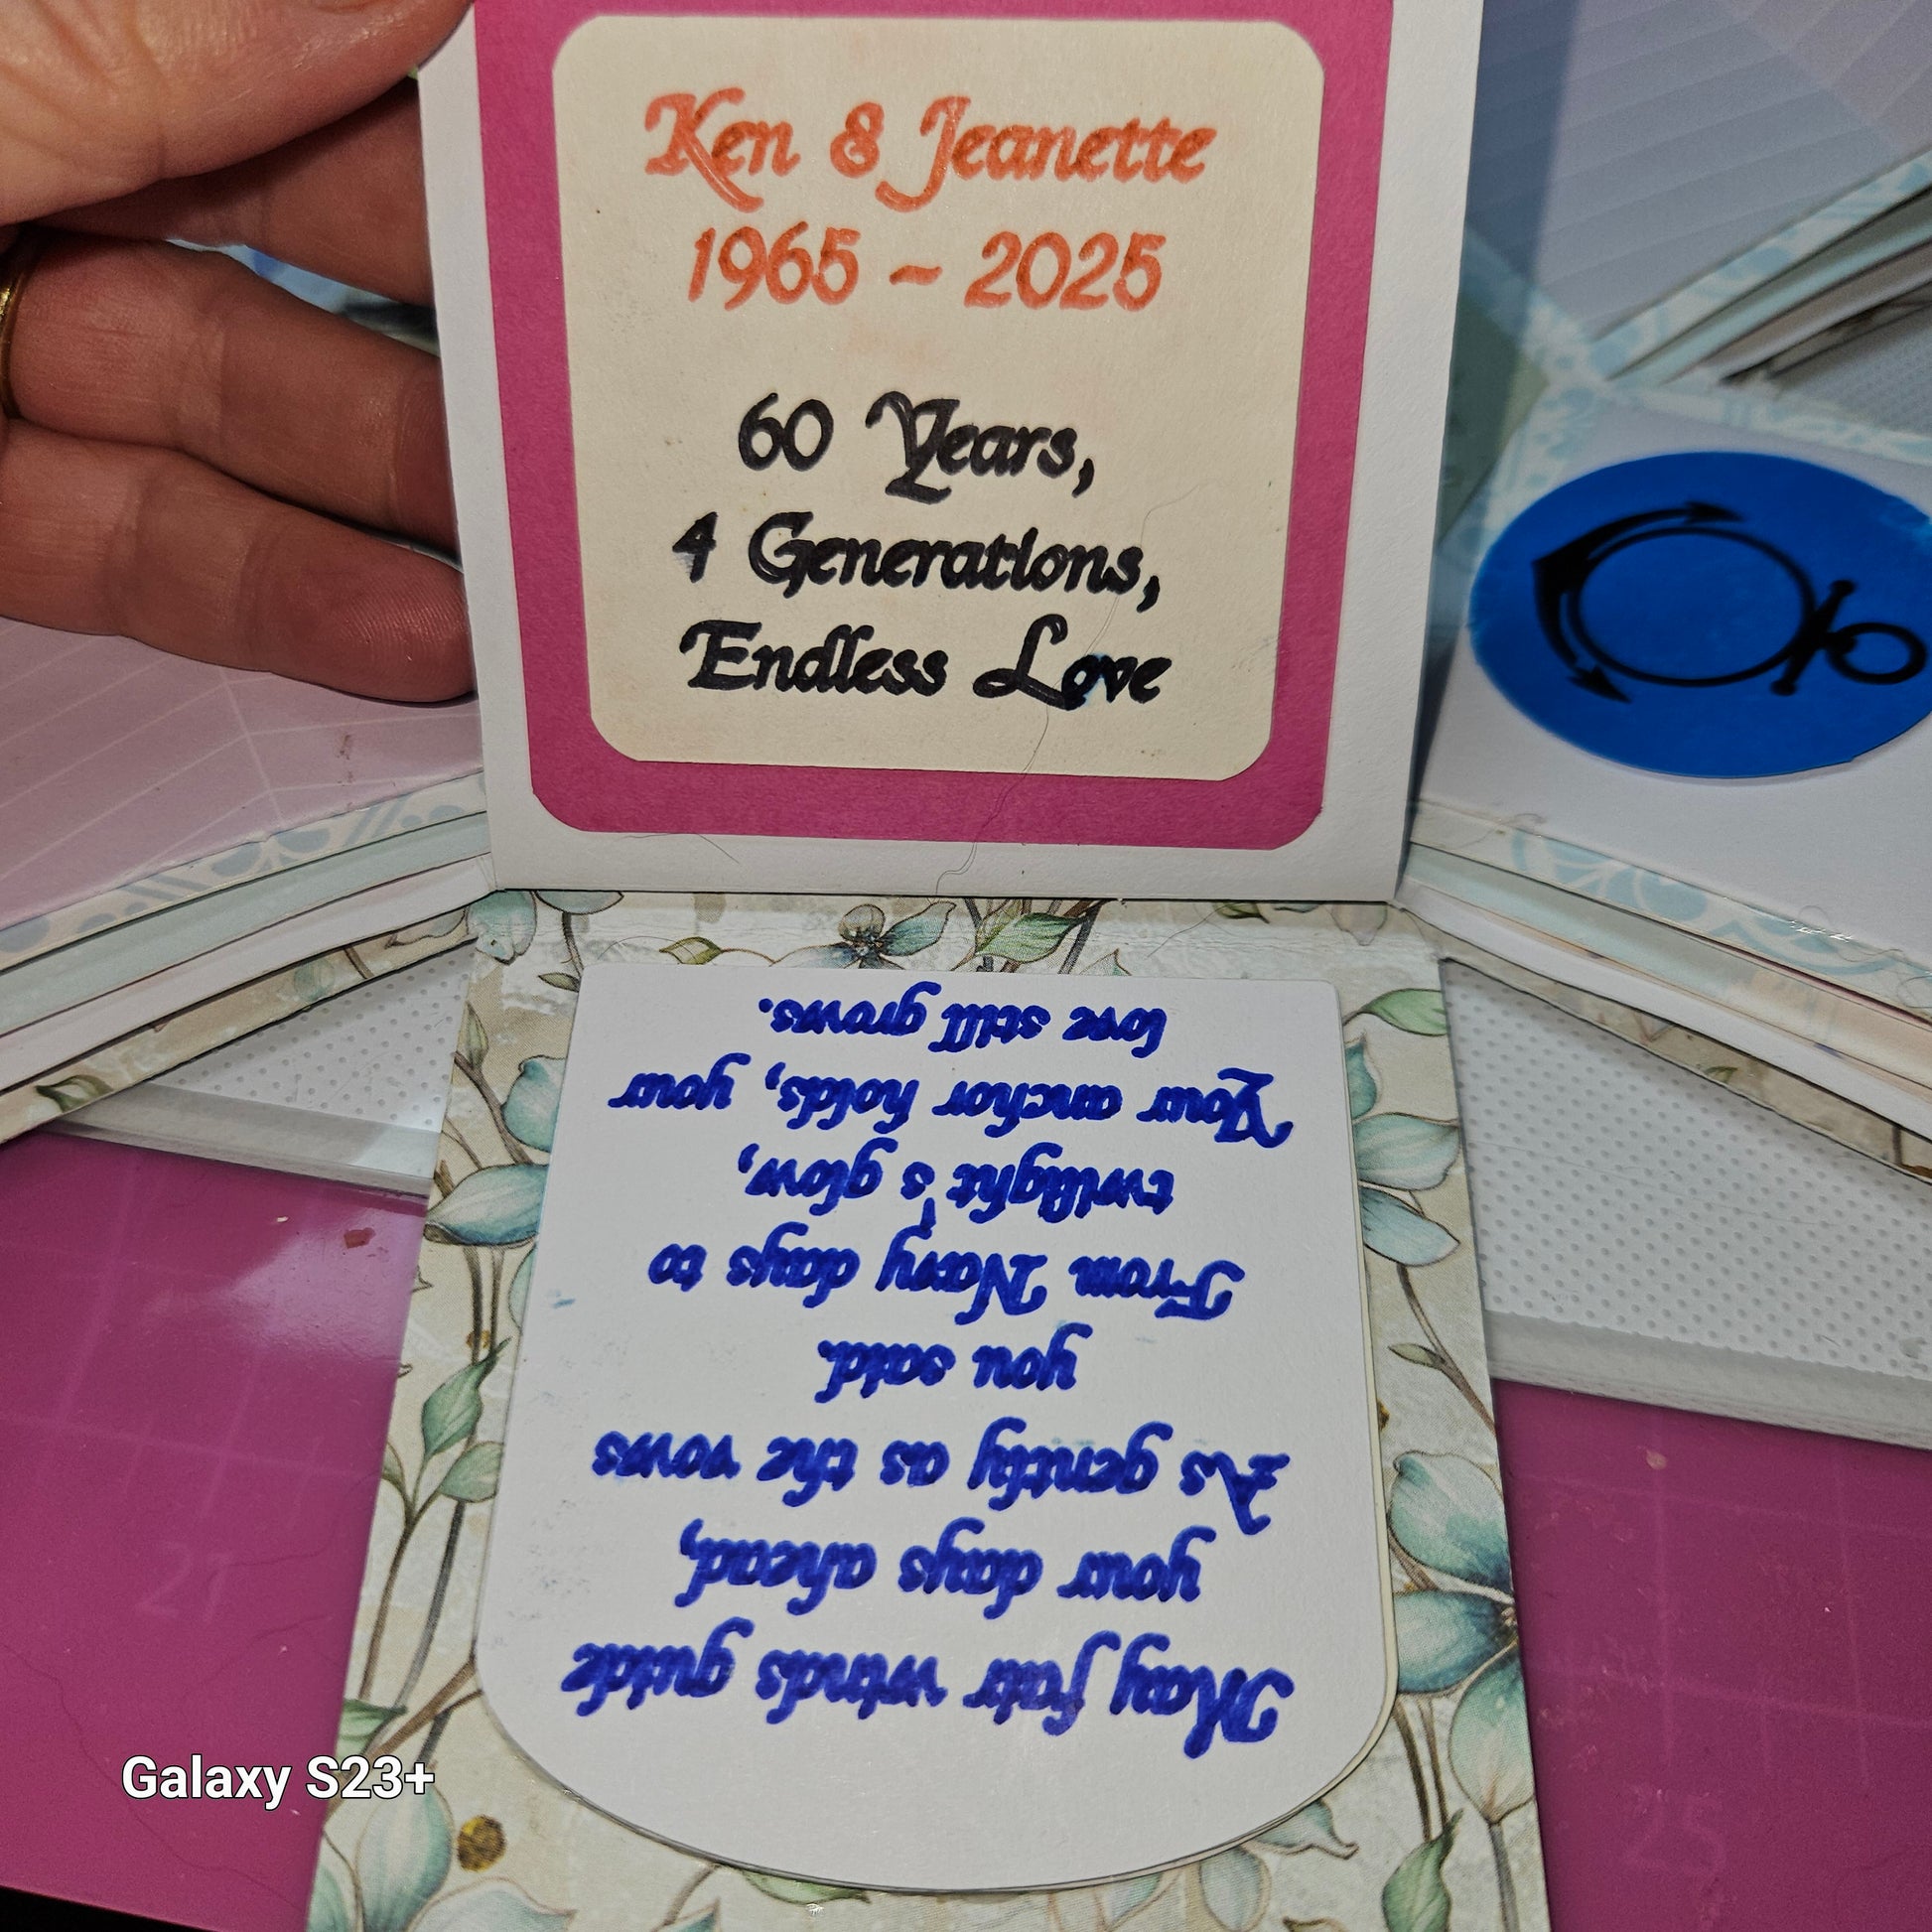 Ken & Jeanette
1965 - 2025
60 Years,
4 Generations,
Endless Love
May fair winds guide
your days ahead,
As gently as the vows
you said.
From Navy days to
twilight's glow,
Your anchor holds, your
love still grows.
Galaxy S23+
21
25